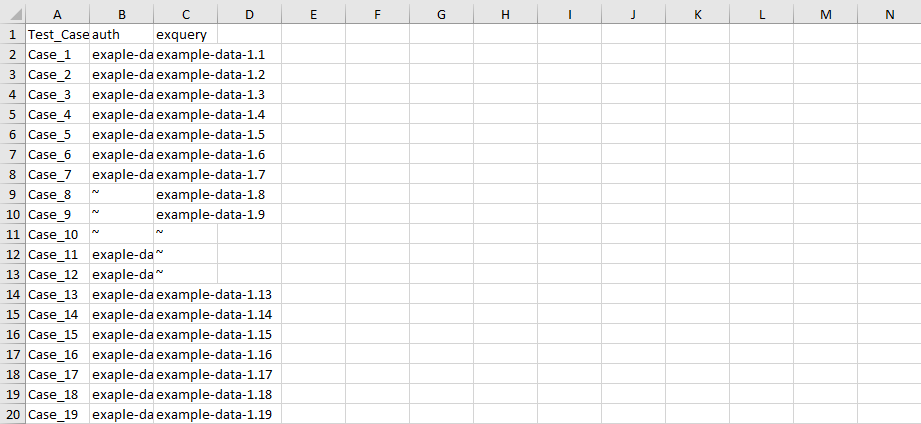 A B C D E F G H I J K L M N
1 Test_Case auth exquery
2 Case_1 exaple-da example-data-1.1
3 Case_2 exaple-da example-data-1.2
4 Case_3 exaple-da example-data-1.3
5 Case_4 exaple-da example-data-1.4
6 Case_5 exaple-da example-data-1.5
7 Case_6 exaple-da example-data-1.6
8 Case_7 exaple-da example-data-1.7
9 Case_8 ~ example-data-1.8
10 Case_9 ~ example-data-1.9
11 Case_10 ~ ~
12 Case_11 exaple-da ~
13 Case_12 exaple-da ~
14 Case_13 exaple-da example-data-1.13
15 Case_14 exaple-da example-data-1.14
16 Case_15 exaple-da example-data-1.15
17 Case_16 exaple-da example-data-1.16
18 Case_17 exaple-da example-data-1.17
19 Case_18 exaple-da example-data-1.18
20 Case_19 exaple-da example-data-1.19